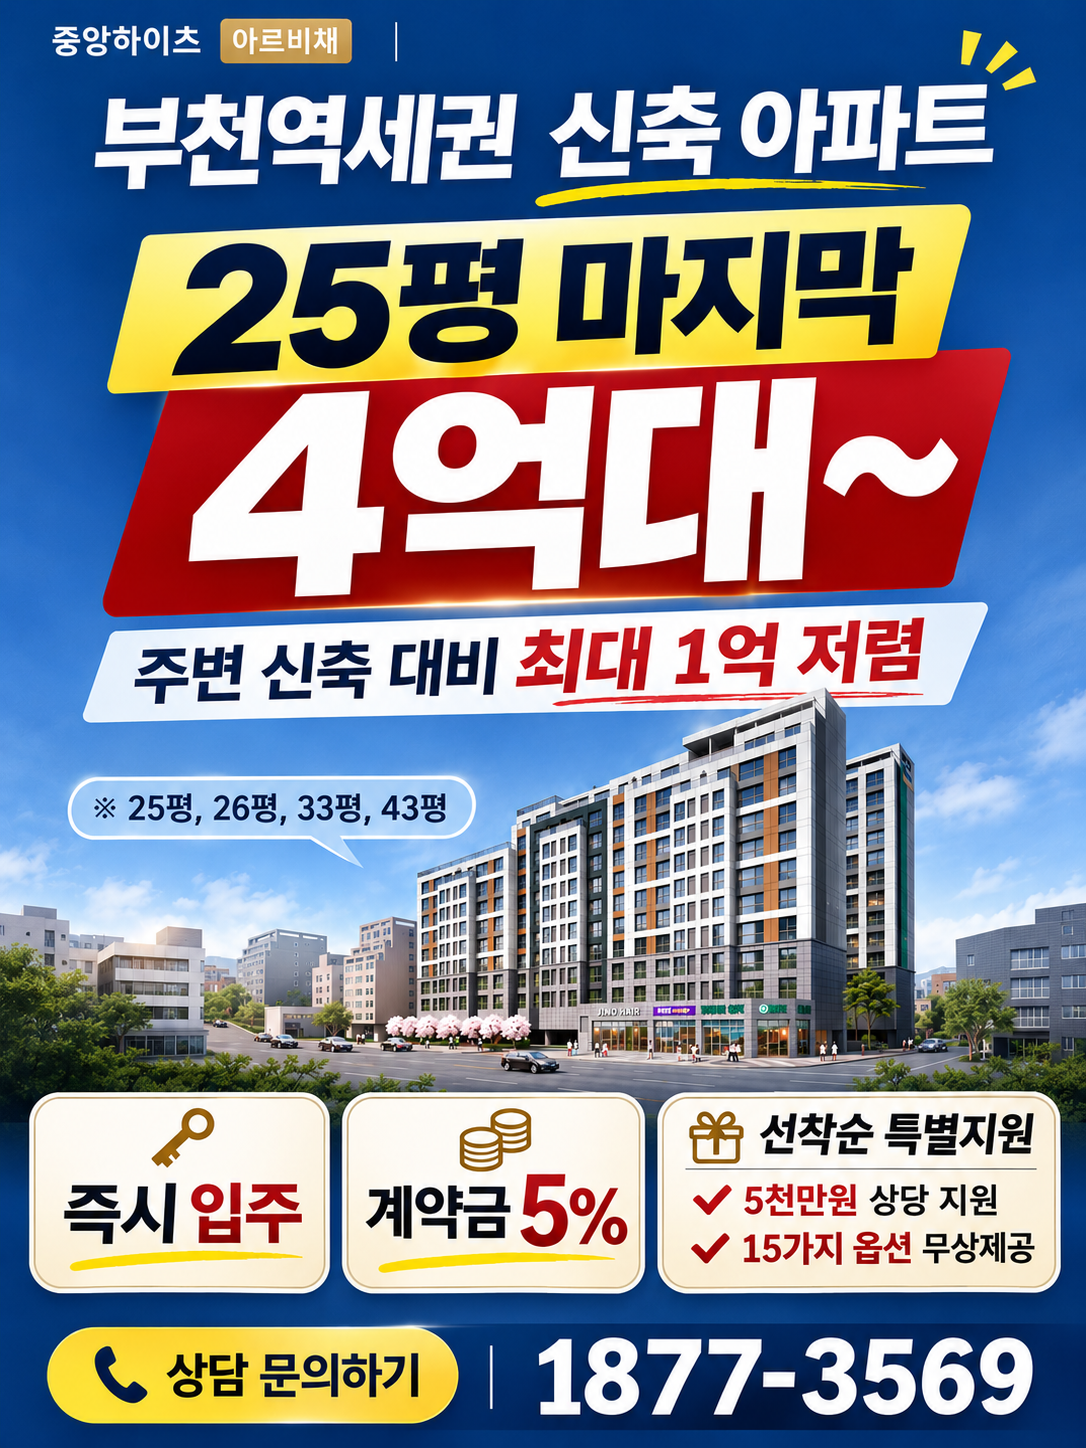 중앙하이츠 아르비채
부천역세권 신축 아파트
25평 마지막
4억대~
주변 신축 대비 최대 1억 저렴
※ 25평, 26평, 33평, 43평
JINO HAIR
즉시 입주
계약금 5%
선착순 특별지원
5천만원 상당 지원
15가지 옵션 무상제공
상담 문의하기
1877-3569